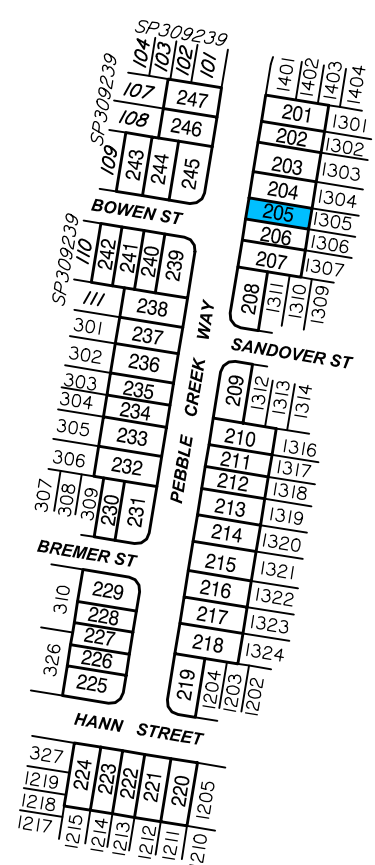 SP309239
104 103 102 101
1401 1402 1403 1404
SP309239
107 247
201 1301
108 246
202 1302
109 243 244 245
203 1303
204 1304
BOWEN ST
205 1305
206 1306
SP309239
110 242 241 240 239
207 1307
208 1311 1310 1309
111 238
301 237
PEBBLE CREEK WAY
302 236
SANDOVER ST
303 235
304 234
209 1312 1313 1314
305 233
210 1316
306 232
211 1317
307 308 309 230 231
212 1318
213 1319
214 1320
BREMER ST
215 1321
310 229
216 1322
228
217 1323
227
326 226
218 1324
225
219 1204 1203 1202
HANN STREET
327
224 223 222 221 220 1205
1219
1218
1217
1215 1214 1213 1212 1211 1210